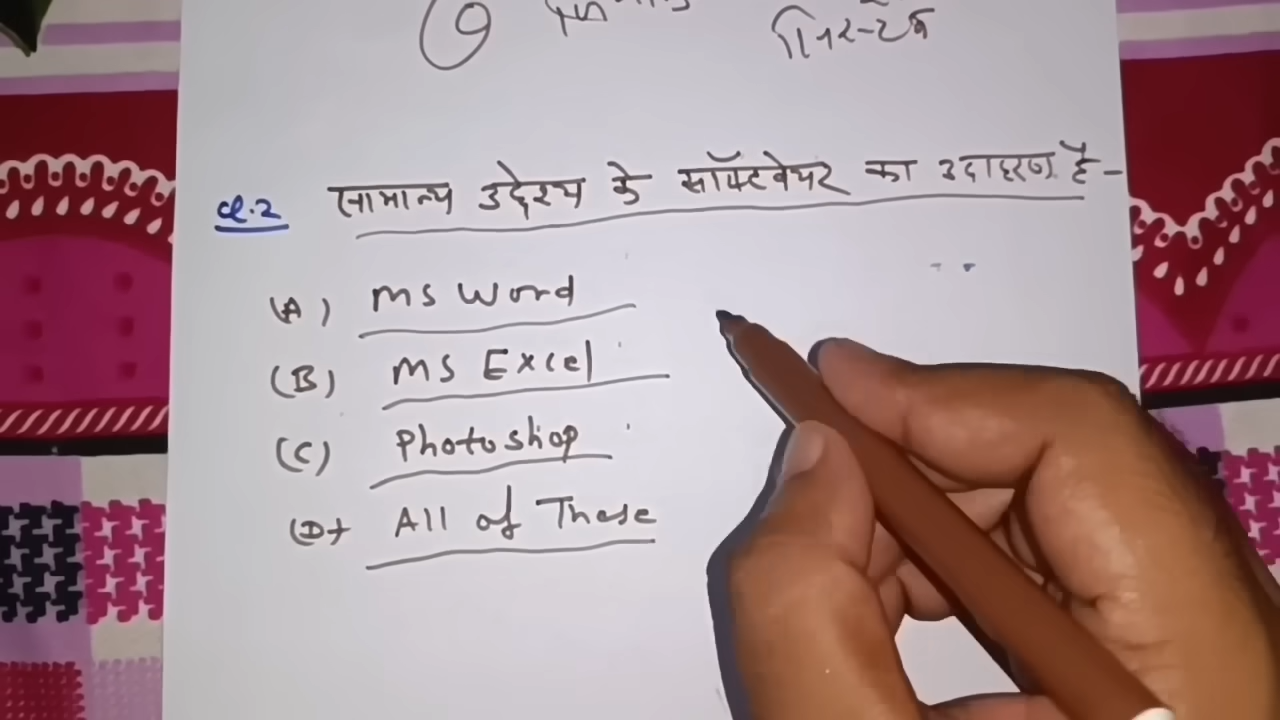 Q.2 सामान्य उद्देश्य के सॉफ्टवेयर का उदाहरण है-
(A) MS Word
(B) MS Excel
(C) Photoshop
(D) All of These